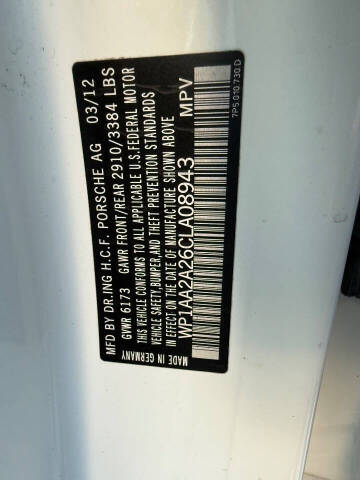 MFD BY DR.ING H.C.F. PORSCHE AG 03/12
GVWR 6173 GAWR FRONT/REAR 2910/3384 LBS
THIS VEHICLE CONFORMS TO ALL APPLICABLE U.S.FEDERAL MOTOR
VEHICLE SAFETY,BUMPER,AND THEFT PREVENTION STANDARDS
IN EFFECT ON THE DATE OF MANUFACTURE SHOWN ABOVE
WP1AA2A26CLA08943 MPV
MADE IN GERMANY
7P5 010 730 D